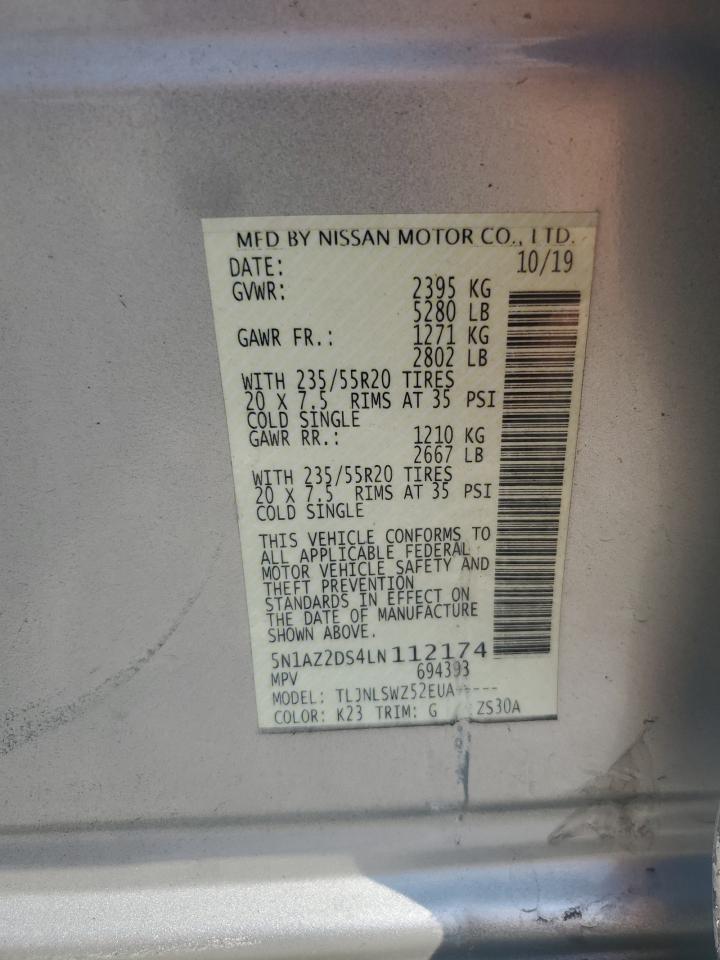 MFD BY NISSAN MOTOR CO., LTD.
DATE: 10/19
GVWR: 2395 KG
5280 LB
GAWR FR.: 1271 KG
2802 LB
WITH 235/55R20 TIRES
20 X 7.5 RIMS AT 35 PSI
COLD SINGLE
GAWR RR.: 1210 KG
2667 LB
WITH 235/55R20 TIRES
20 X 7.5 RIMS AT 35 PSI
COLD SINGLE
THIS VEHICLE CONFORMS TO
ALL APPLICABLE FEDERAL
MOTOR VEHICLE SAFETY AND
THEFT PREVENTION
STANDARDS IN EFFECT ON
THE DATE OF MANUFACTURE
SHOWN ABOVE.
5N1AZ2DS4LN112174
MPV 694393
MODEL: TLJNLSWZ52EUA-----
COLOR: K23 TRIM: G ZS30A